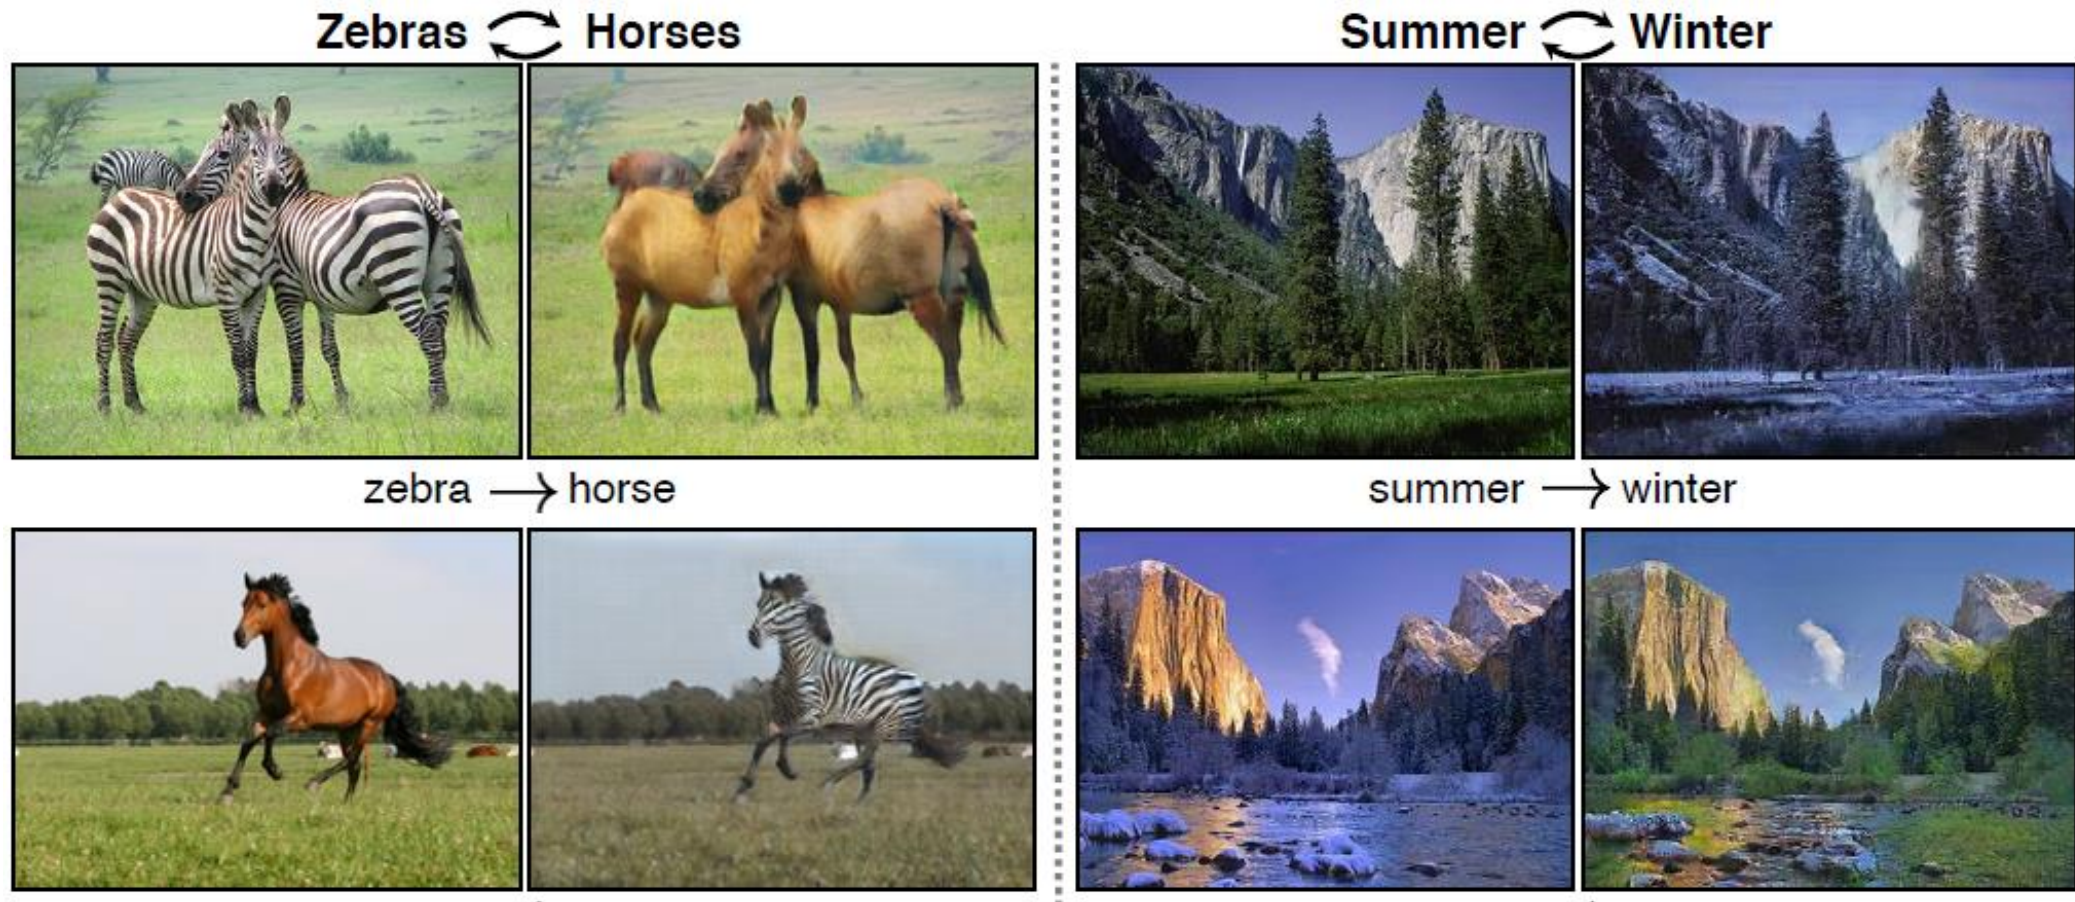 Zebras Horses
Summer Winter
zebra → horse
summer → winter